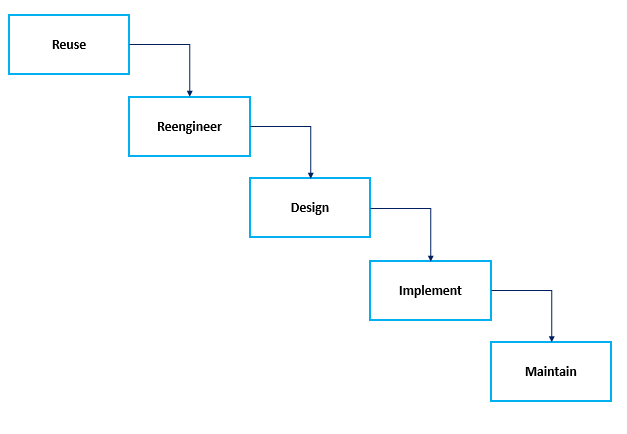 Reuse
Reengineer
Design
Implement
Maintain